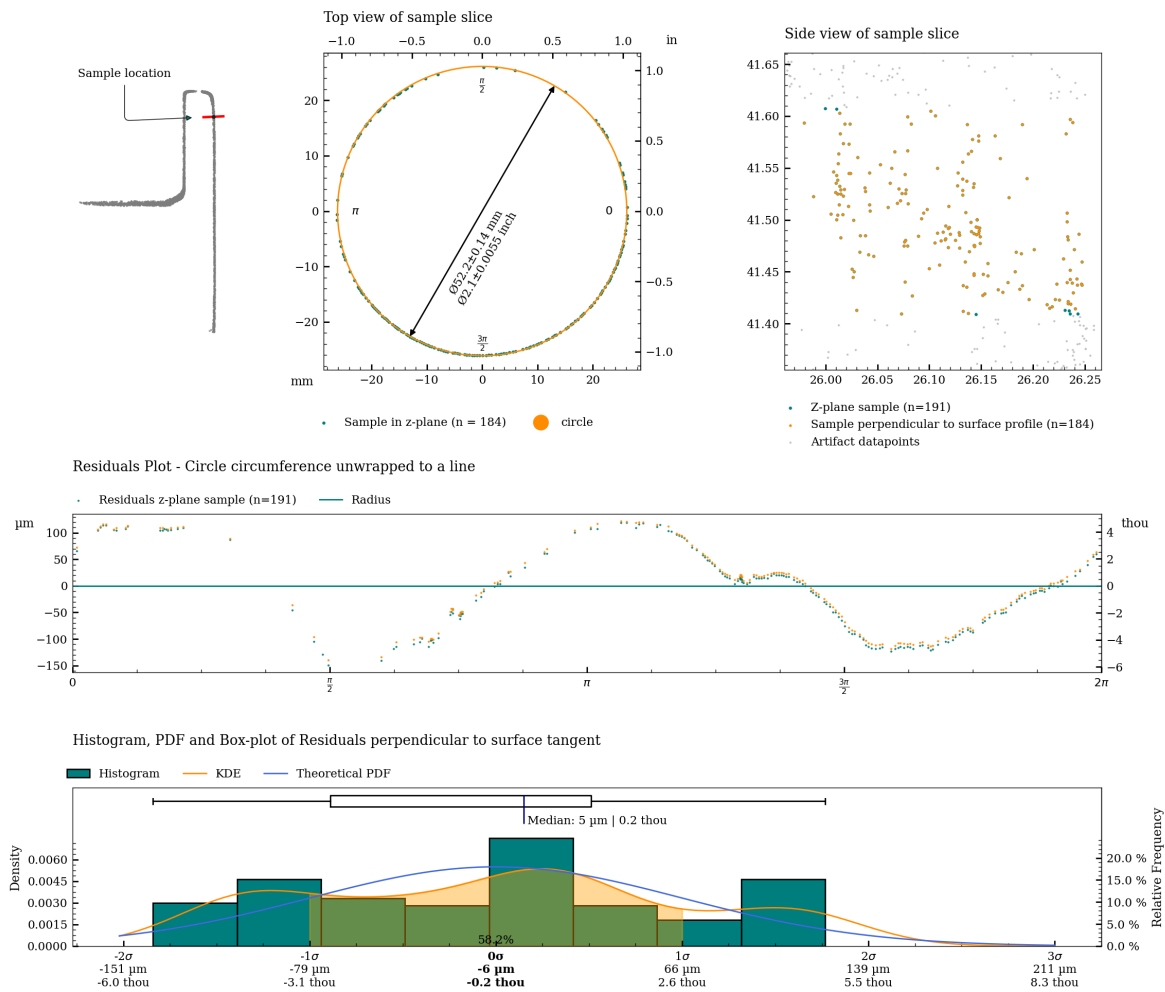 Top view of sample slice
−1.0 −0.5 0.0 0.5 1.0 in
Side view of sample slice
Sample location
20
10
0
−10
−20
mm
−20 −10 0 10 20
1.0
0.5
0.0
−0.5
−1.0
π/2
π
0
3π/2
Ø52.2±0.14 mm
Ø2.1±0.0055 inch
Sample in z-plane (n = 184) circle
41.65
41.60
41.55
41.50
41.45
41.40
26.00 26.05 26.10 26.15 26.20 26.25
Z-plane sample (n=191)
Sample perpendicular to surface profile (n=184)
Artifact datapoints
Residuals Plot - Circle circumference unwrapped to a line
Residuals z-plane sample (n=191) Radius
µm
100
50
0
−50
−100
−150
thou
4
2
0
−2
−4
−6
0 π/2 π 3π/2 2π
Histogram, PDF and Box-plot of Residuals perpendicular to surface tangent
Histogram KDE Theoretical PDF
Median: 5 µm | 0.2 thou
Density
0.0060
0.0045
0.0030
0.0015
0.0000
Relative Frequency
20.0 %
15.0 %
10.0 %
5.0 %
0.0 %
58.2%
-2σ -1σ 0σ 1σ 2σ 3σ
-151 µm -79 µm -6 µm 66 µm 139 µm 211 µm
-6.0 thou -3.1 thou -0.2 thou 2.6 thou 5.5 thou 8.3 thou